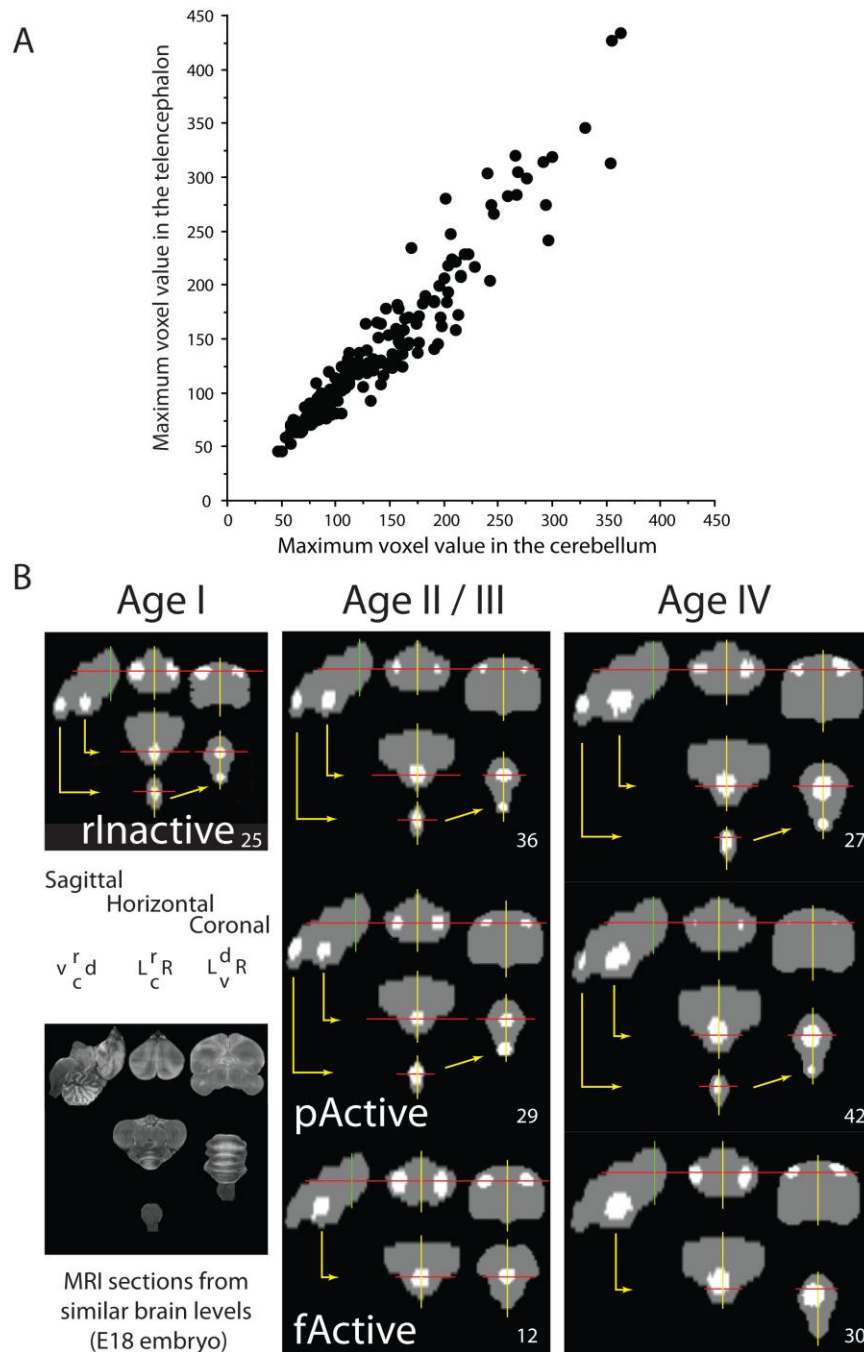 A
Maximum voxel value in the telencephalon
450
400
350
300
250
200
150
100
50
0
0 50 100 150 200 250 300 350 400 450
Maximum voxel value in the cerebellum
B
Age I Age II / III Age IV
rInactive 25 36 27
Sagittal
Horizontal
Coronal
v r c d L r c R L d v R
pActive 29 42
MRI sections from
similar brain levels
(E18 embryo)
fActive 12 30